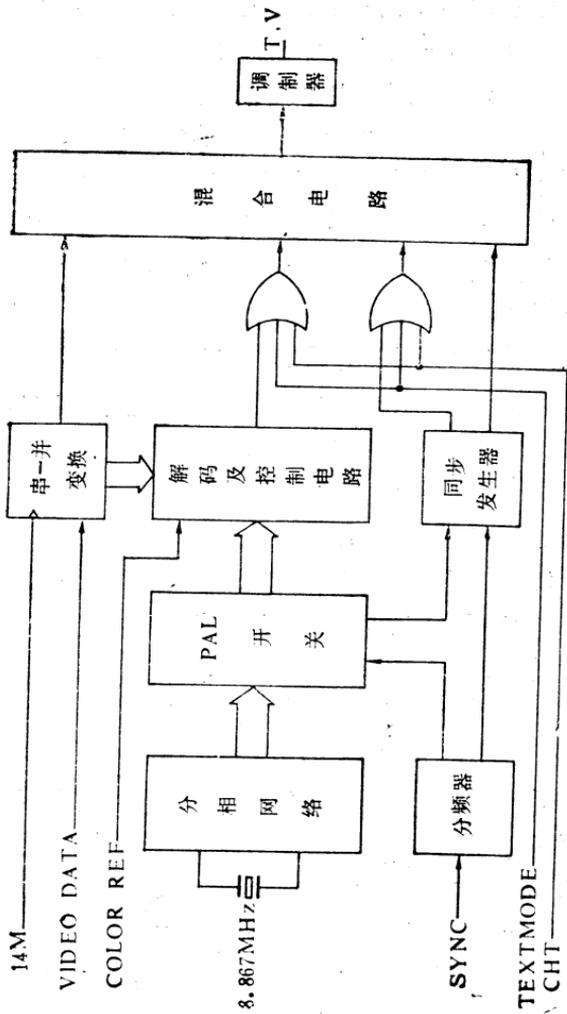 14M
VIDEO DATA
COLOR REF
8.867MHz
SYNC
TEXTMODE
CHT
串-并
变换
分相网络
PAL
开
关
解码及控制电路
分频器
同步
发生器
混合电路
调制器
T.V